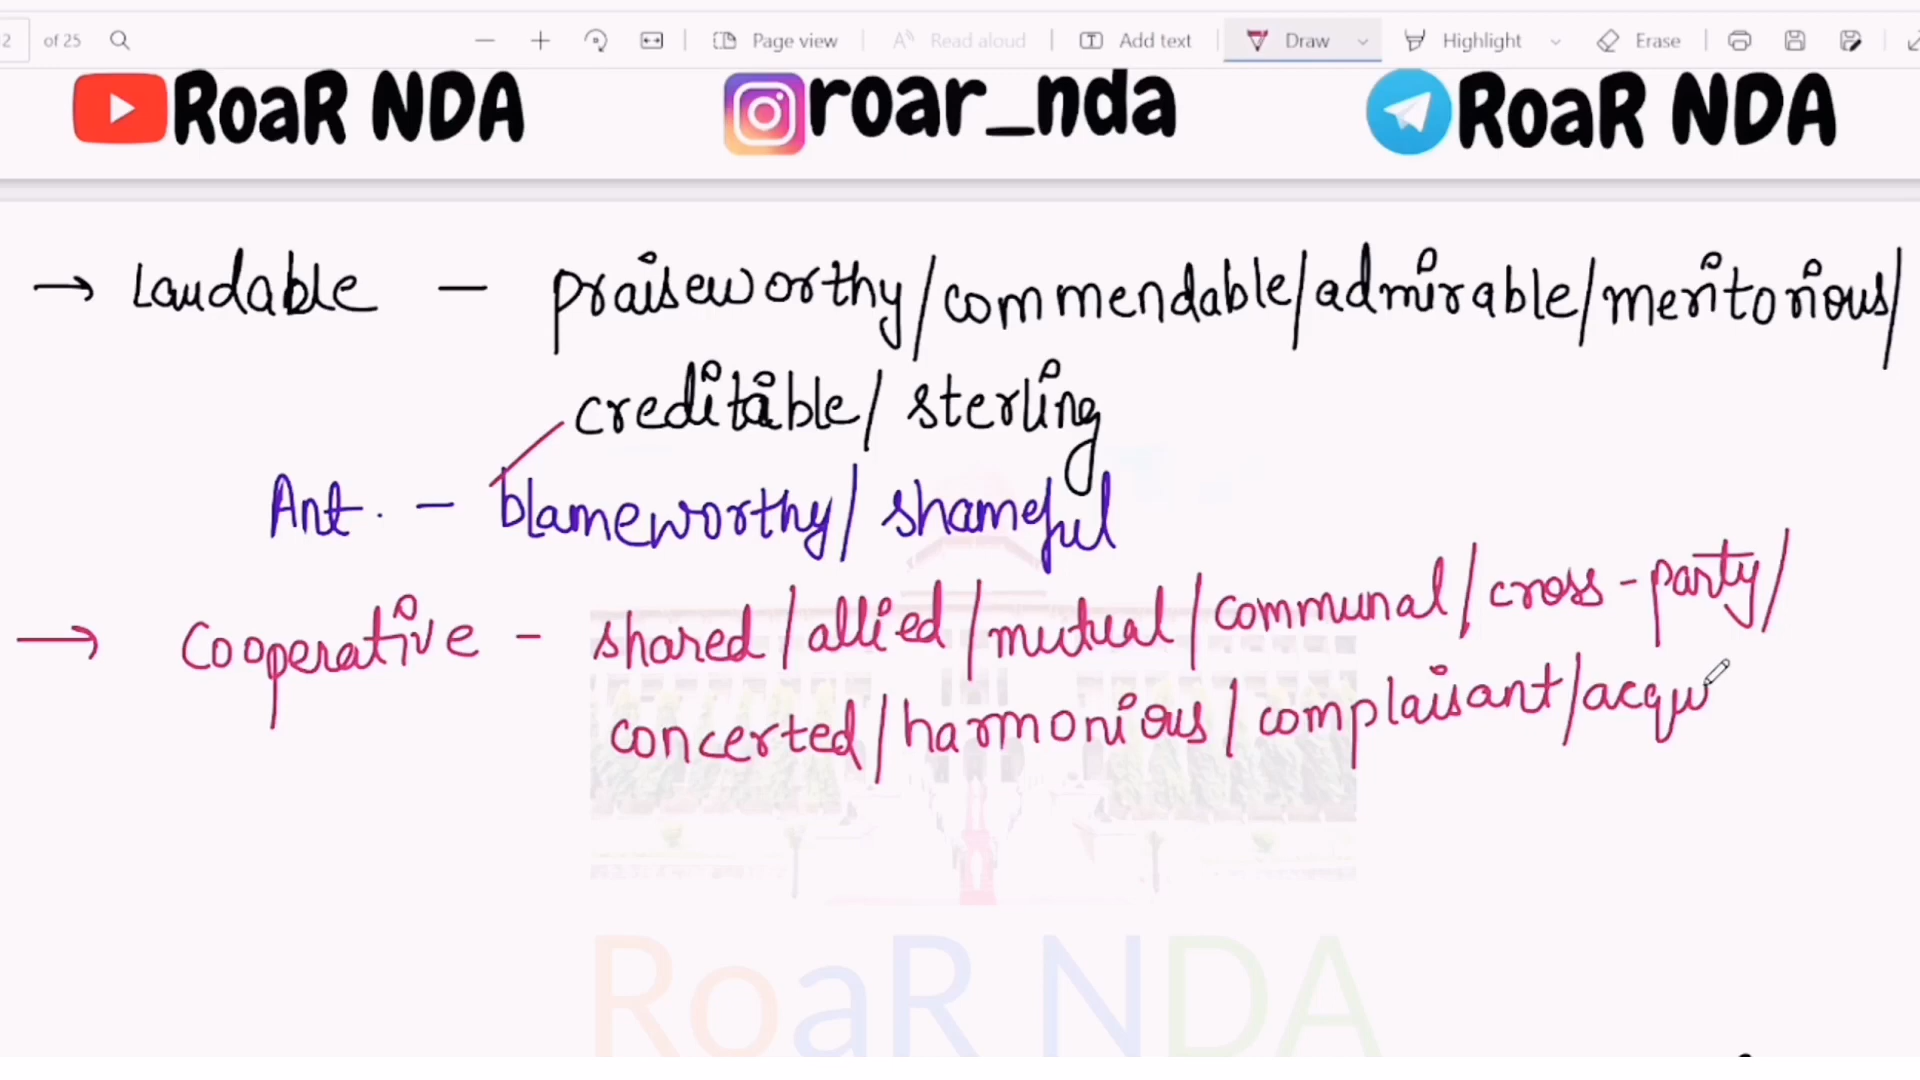 2 of 25 Page view Read aloud Add text Draw Highlight Erase
RoaR NDA roar_nda RoaR NDA
→ Laudable – praiseworthy/commendable/admirable/meritorious/
creditable/ sterling
Ant. – blameworthy/ shameful
→ Cooperative – shared/allied/mutual/communal/cross-party/
concerted/harmonious/complaisant/acqu
RoaR NDA